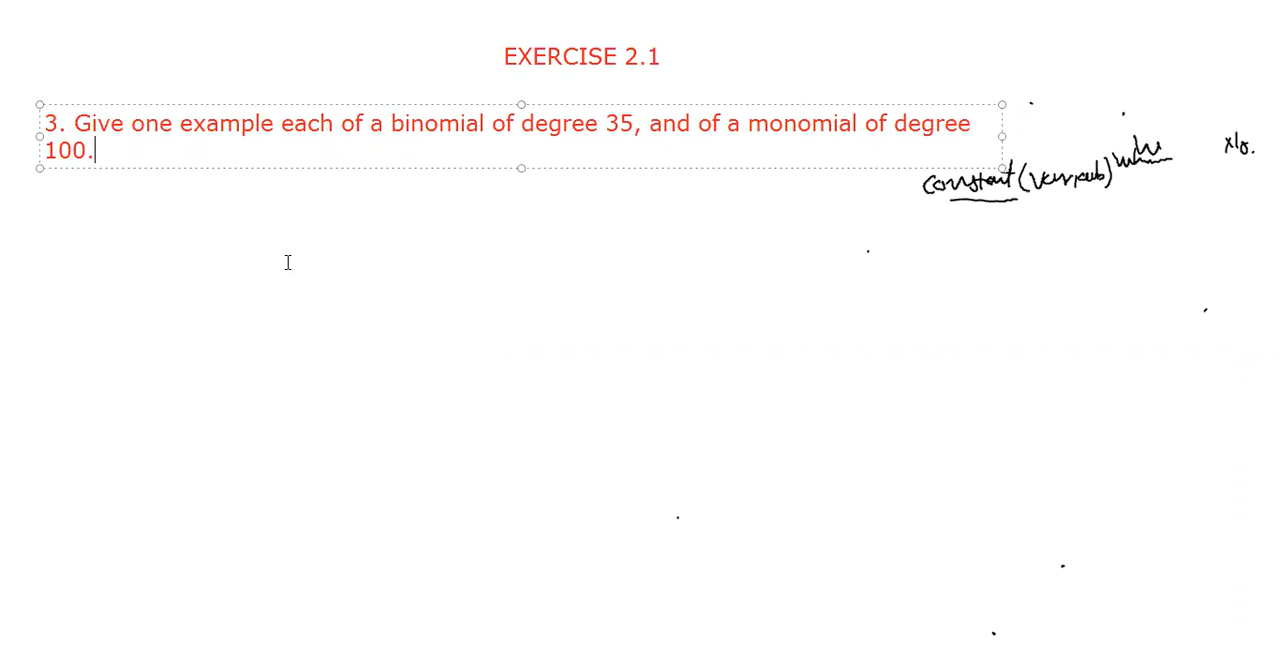 EXERCISE 2.1
3. Give one example each of a binomial of degree 35, and of a monomial of degree
100.
constant